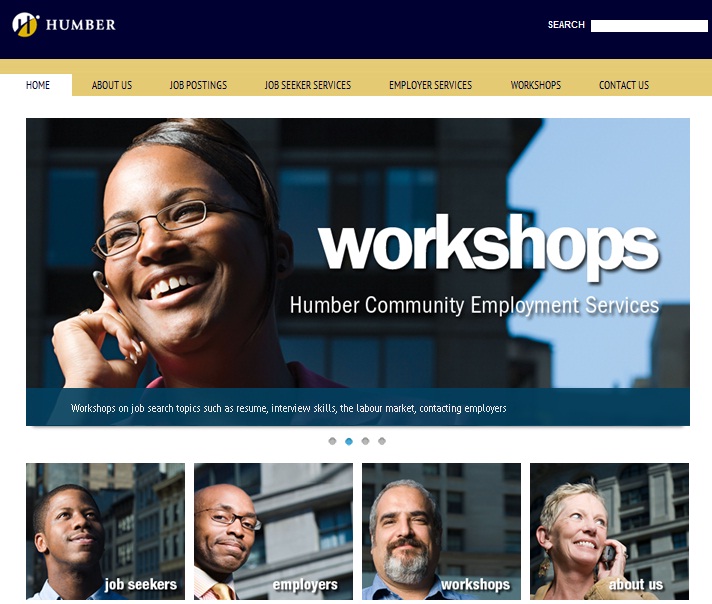 HUMBER
SEARCH
HOME ABOUT US JOB POSTINGS JOB SEEKER SERVICES EMPLOYER SERVICES WORKSHOPS CONTACT US
workshops
Humber Community Employment Services
Workshops on job search topics such as resume, interview skills, the labour market, contacting employers
job seekers employers workshops about us